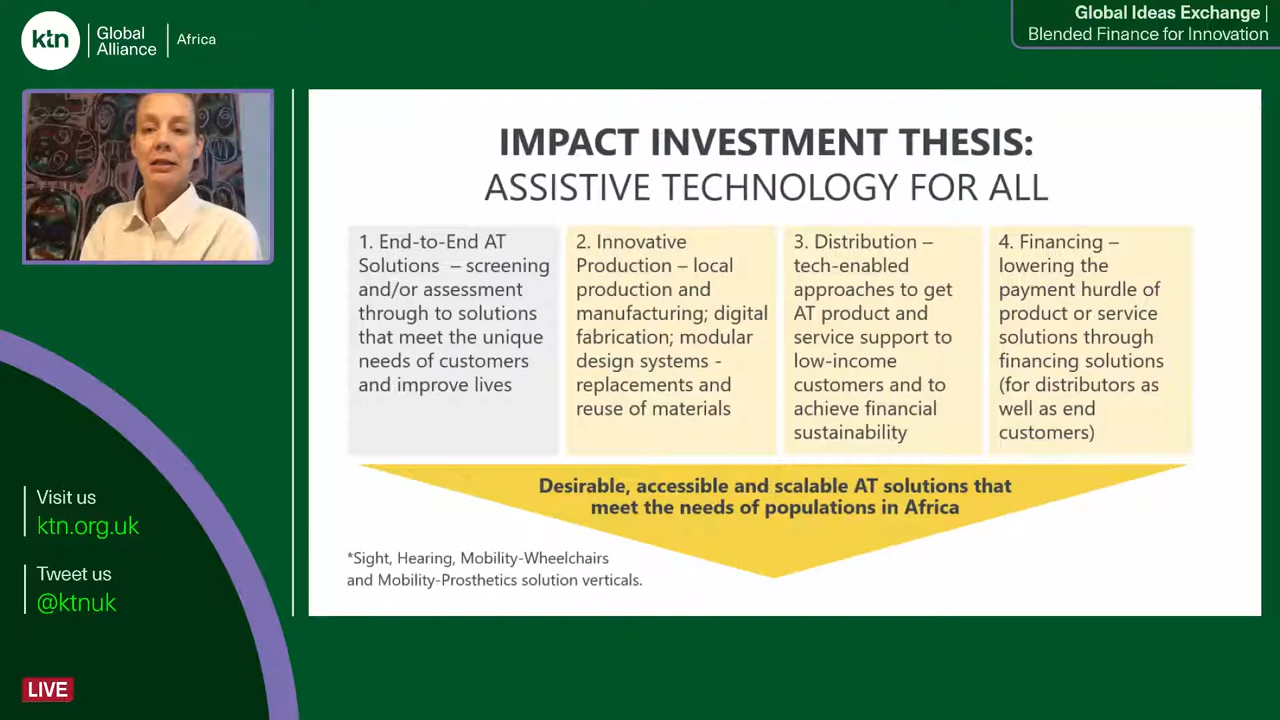 ktn
Global
Alliance
Africa
Global Ideas Exchange |
Blended Finance for Innovation
IMPACT INVESTMENT THESIS:
ASSISTIVE TECHNOLOGY FOR ALL
1. End-to-End AT
Solutions – screening
and/or assessment
through to solutions
that meet the unique
needs of customers
and improve lives
2. Innovative
Production – local
production and
manufacturing; digital
fabrication; modular
design systems -
replacements and
reuse of materials
3. Distribution –
tech-enabled
approaches to get
AT product and
service support to
low-income
customers and to
achieve financial
sustainability
4. Financing –
lowering the
payment hurdle of
product or service
solutions through
financing solutions
(for distributors as
well as end
customers)
Desirable, accessible and scalable AT solutions that
meet the needs of populations in Africa
*Sight, Hearing, Mobility-Wheelchairs
and Mobility-Prosthetics solution verticals.
Visit us
ktn.org.uk
Tweet us
@ktnuk
LIVE